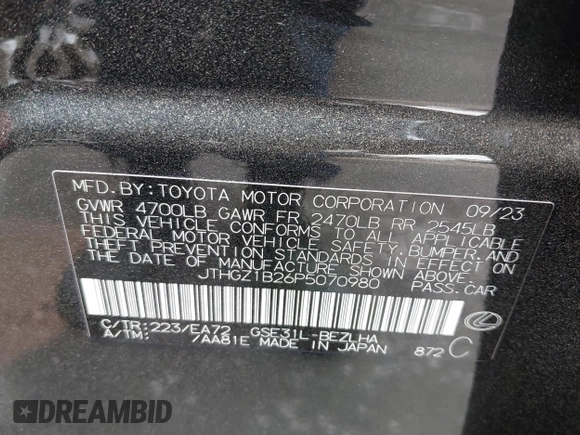 MFD.BY: TOYOTA MOTOR CORPORATION 09/23
GVWR 4700LB GAWR FR 2470LB RR 2545LB
THIS VEHICLE CONFORMS TO ALL APPLICABLE
FEDERAL MOTOR VEHICLE SAFETY, BUMPER, AND
THEFT PREVENTION STANDARDS IN EFFECT ON
THE DATE OF MANUFACTURE SHOWN ABOVE.
JTHGZ1B26P5070980 PASS.CAR
C/TR:223/EA72 GSE31L-BEZLHA
A/TM: 7AA81E MADE IN JAPAN 872 C
DREAMBID